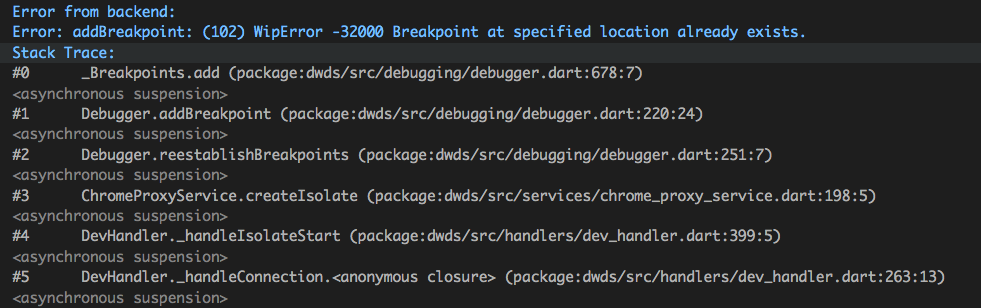 Error from backend:
Error: addBreakpoint: (102) WipError -32000 Breakpoint at specified location already exists.
Stack Trace:
#0      _Breakpoints.add (package:dwds/src/debugging/debugger.dart:678:7)
<asynchronous suspension>
#1      Debugger.addBreakpoint (package:dwds/src/debugging/debugger.dart:220:24)
<asynchronous suspension>
#2      Debugger.reestablishBreakpoints (package:dwds/src/debugging/debugger.dart:251:7)
<asynchronous suspension>
#3      ChromeProxyService.createIsolate (package:dwds/src/services/chrome_proxy_service.dart:198:5)
<asynchronous suspension>
#4      DevHandler._handleIsolateStart (package:dwds/src/handlers/dev_handler.dart:399:5)
<asynchronous suspension>
#5      DevHandler._handleConnection.<anonymous closure> (package:dwds/src/handlers/dev_handler.dart:263:13)
<asynchronous suspension>